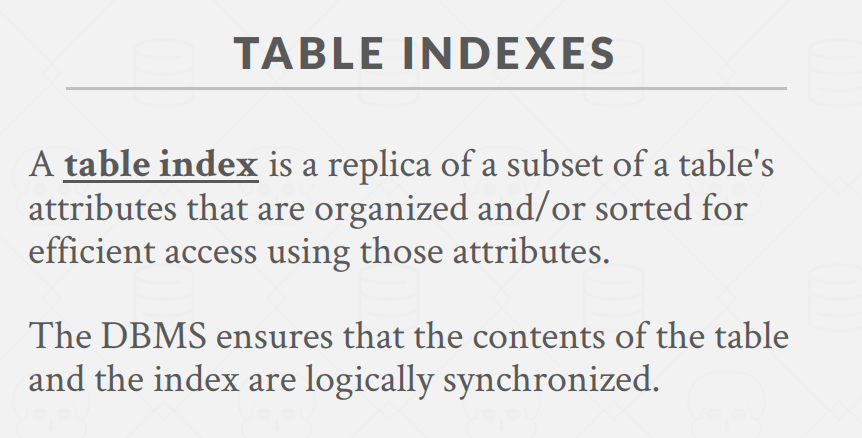 TABLE INDEXES
A table index is a replica of a subset of a table's
attributes that are organized and/or sorted for
efficient access using those attributes.
The DBMS ensures that the contents of the table
and the index are logically synchronized.